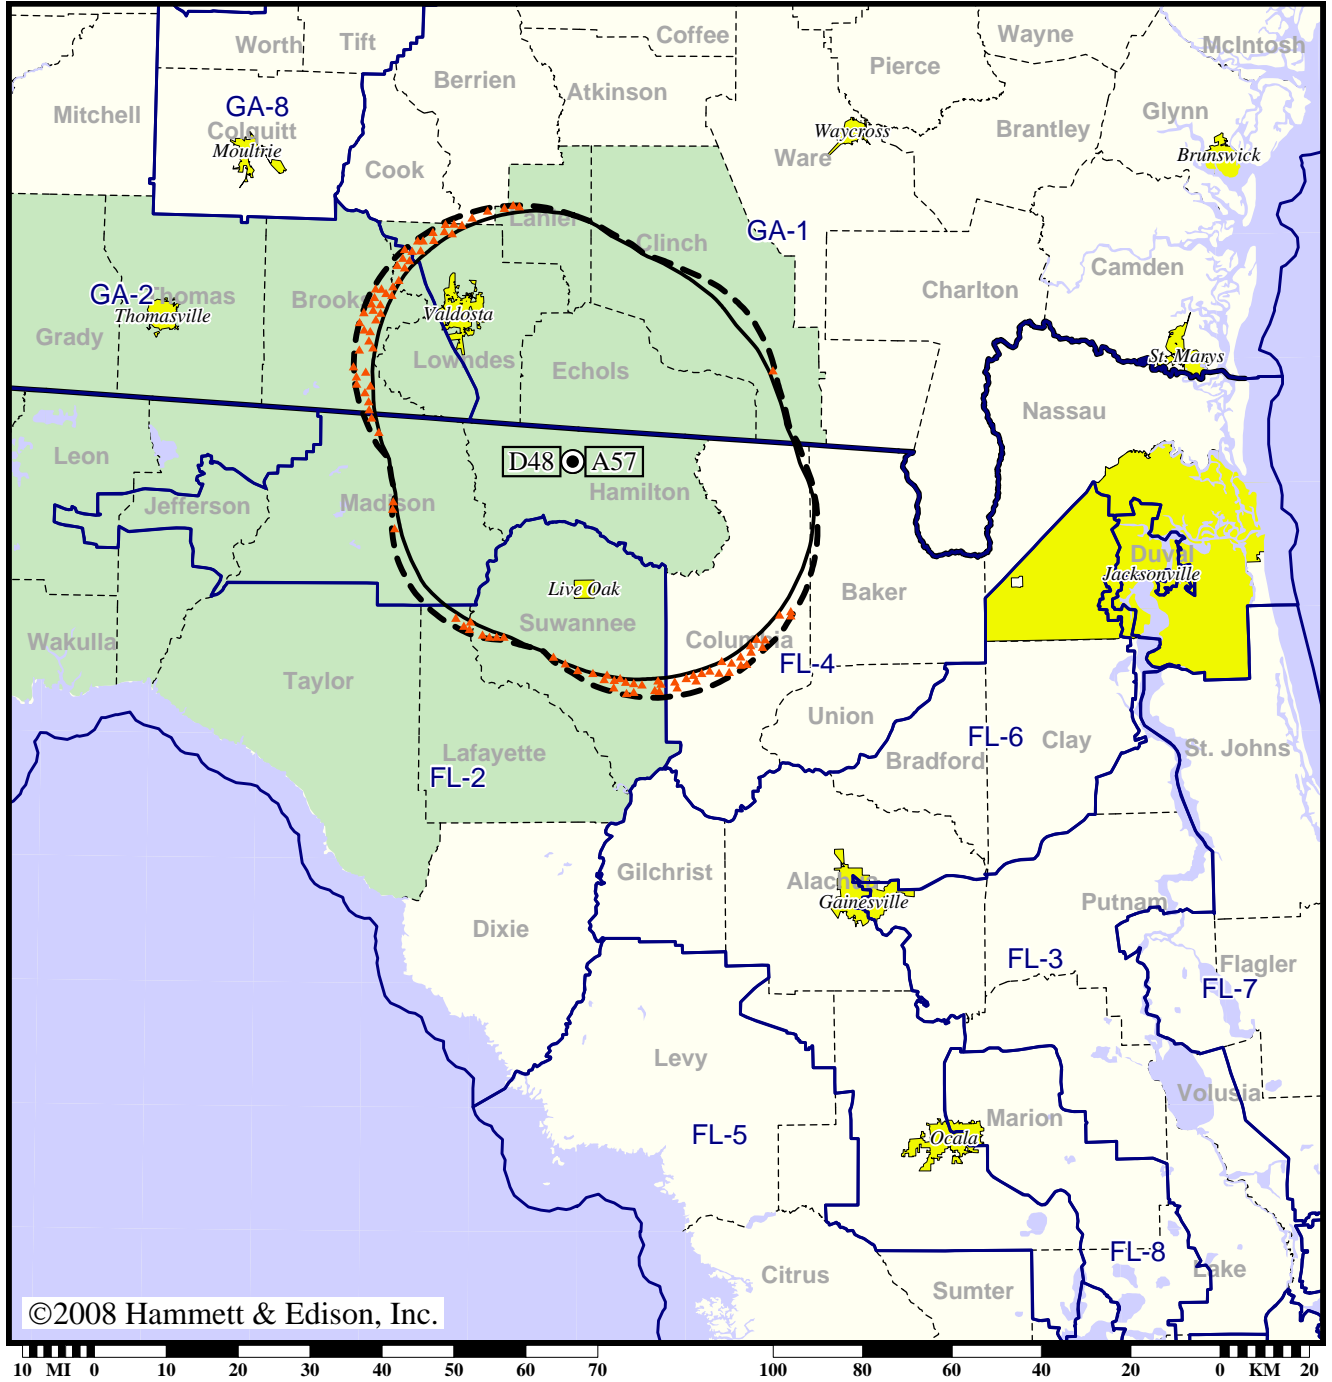 Coffee
Wayne
McIntosh
Worth
Tift
Pierce
Berrien
Atkinson
Mitchell
GA-8
Colquitt
Moultrie
Glynn
Waycross
Brantley
Ware
Brunswick
Cook
Lanier
GA-1
Clinch
Camden
GA-2
Thomas
Thomasville
Brooks
Charlton
Valdosta
Grady
Lowndes
Echols
St. Marys
Nassau
Leon
D48
A57
Hamilton
Jefferson
Madison
Duval
Jacksonville
Live Oak
Baker
Suwannee
Wakulla
Columbia
FL-4
Taylor
Union
FL-6
Clay
St. Johns
Lafayette
Bradford
FL-2
Gilchrist
Alachua
Gainesville
Putnam
Dixie
FL-3
Flagler
FL-7
Levy
Volusia
Marion
FL-5
Ocala
FL-8
Citrus
Lake
Sumter
©2008 Hammett & Edison, Inc.
10 MI 0 10 20 30 40 50 60 70 100 80 60 40 20 0 KM 20